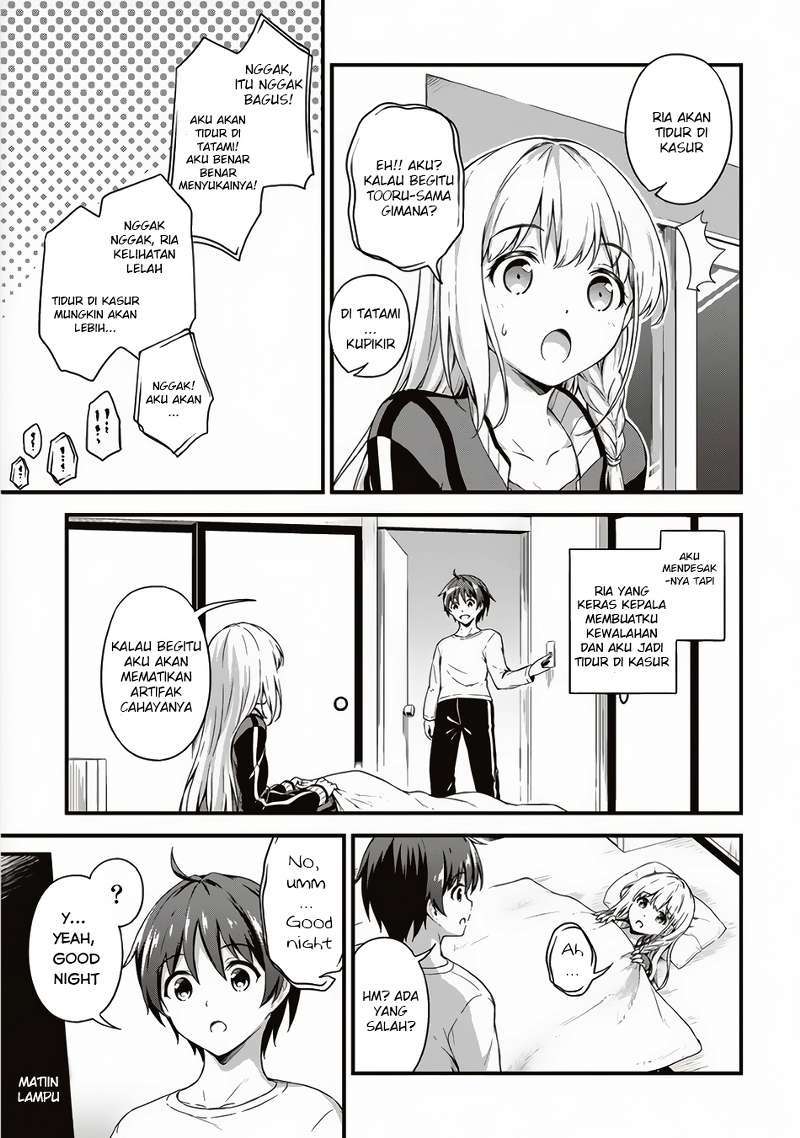 RIA AKAN
TIDUR DI
KASUR
EH!! AKU?
KALAU BEGITU
TOORU-SAMA
GIMANA?
DI TATAMI
...
KUPIKIR
NGGAK,
ITU NGGAK
BAGUS!
AKU AKAN
TIDUR DI
TATAMI!
AKU BENAR
BENAR
MENYUKAINYA!
NGGAK
NGGAK, RIA
KELIHATAN
LELAH
TIDUR DI KASUR
MUNGKIN AKAN
LEBIH...
NGGAK!
AKU AKAN
...
AKU
MENDESAK
-NYA TAPI
RIA YANG
KERAS KEPALA
MEMBUATKU
KEWALAHAN
DAN AKU JADI
TIDUR DI KASUR
KALAU BEGITU
AKU AKAN
MEMATIKAN
ARTIFAK
CAHAYANYA
Ah
...
HM? ADA
YANG
SALAH?
No,
umm
...
Good
night
?
Y...
YEAH,
GOOD
NIGHT
MATIIN
LAMPU